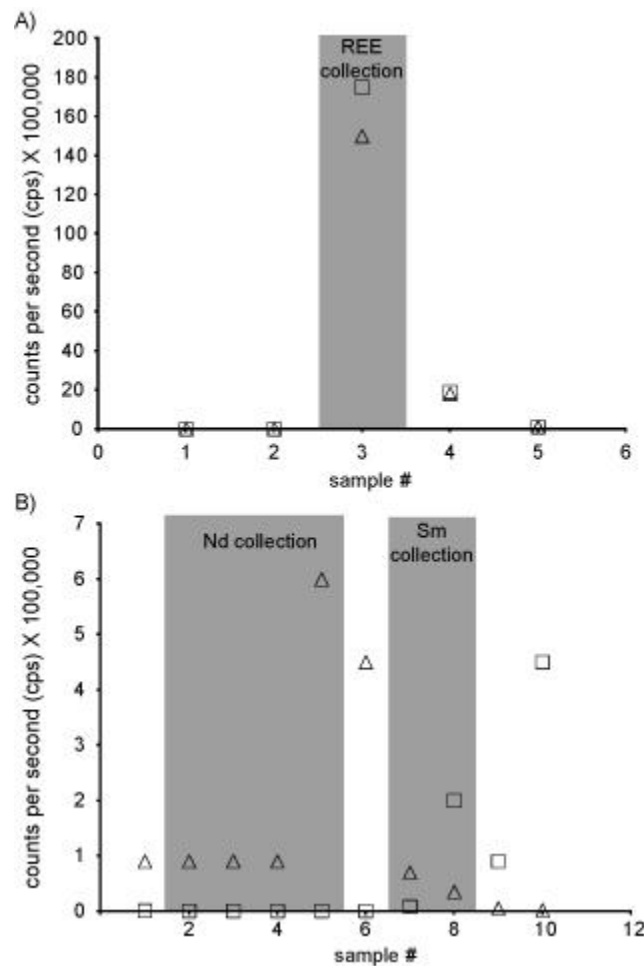 A)
counts per second (cps) X 100,000
200
180
160
140
120
100
80
60
40
20
0
REE
collection
0 1 2 3 4 5 6
sample #
B)
counts per second (cps) X 100,000
7
6
5
4
3
2
1
0
Nd collection
Sm
collection
2 4 6 8 10 12
sample #